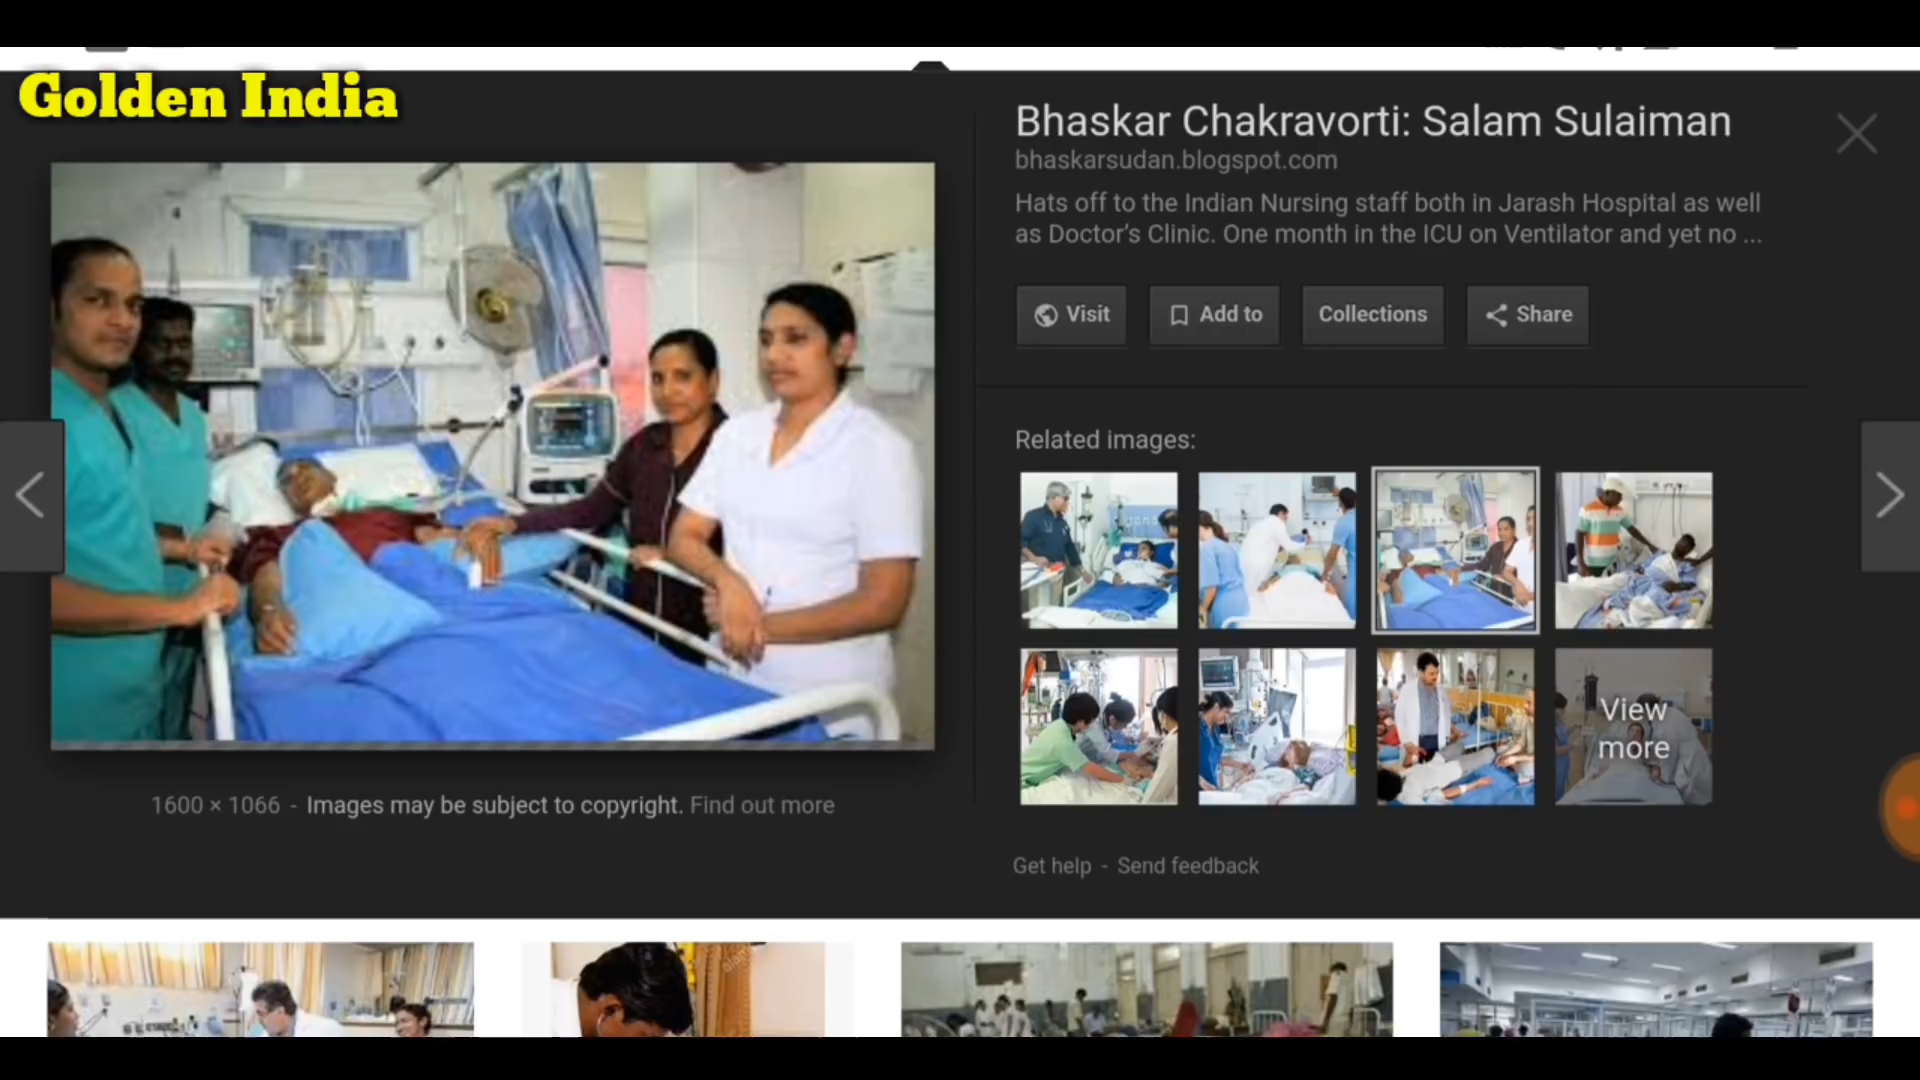 Golden India
Bhaskar Chakravorti: Salam Sulaiman
bhaskarsudan.blogspot.com
Hats off to the Indian Nursing staff both in Jarash Hospital as well
as Doctor's Clinic. One month in the ICU on Ventilator and yet no ...
Visit
Add to
Collections
Share
Related images:
View
more
1600 × 1066 - Images may be subject to copyright. Find out more
Get help - Send feedback